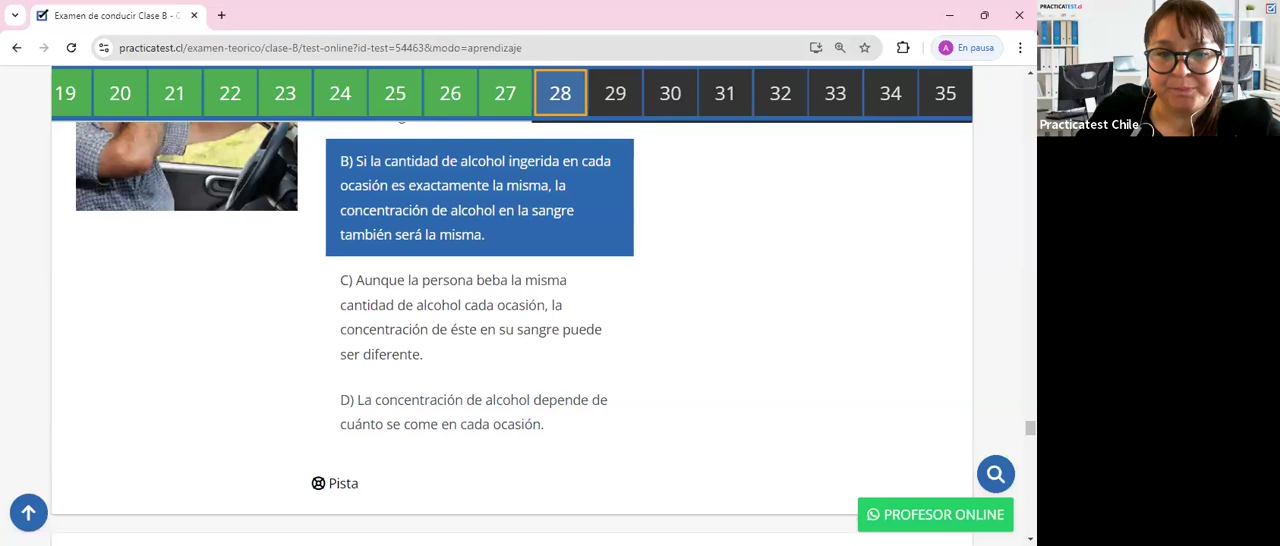 Examen de conducir Clase B - C
practicatest.cl/examen-teorico/clase-B/test-online?id-test=54463&modo=aprendizaje
A En pausa
PRACTICATEST.cl
Practicatest Chile
19 20 21 22 23 24 25 26 27 28 29 30 31 32 33 34 35
B) Si la cantidad de alcohol ingerida en cada
ocasión es exactamente la misma, la
concentración de alcohol en la sangre
también será la misma.
C) Aunque la persona beba la misma
cantidad de alcohol cada ocasión, la
concentración de éste en su sangre puede
ser diferente.
D) La concentración de alcohol depende de
cuánto se come en cada ocasión.
Pista
PROFESOR ONLINE